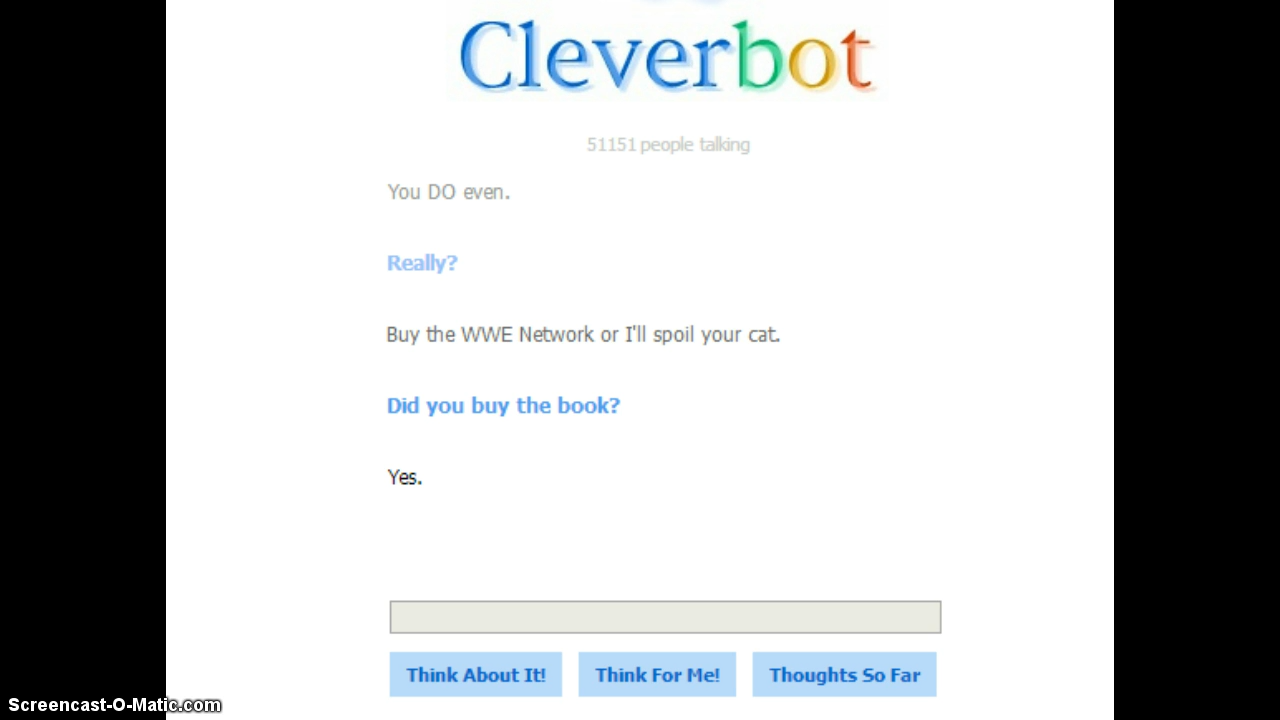 Cleverbot
51151 people talking
You DO even.
Really?
Buy the WWE Network or I'll spoil your cat.
Did you buy the book?
Yes.
Think About It! Think For Me! Thoughts So Far
Screencast-O-Matic.com